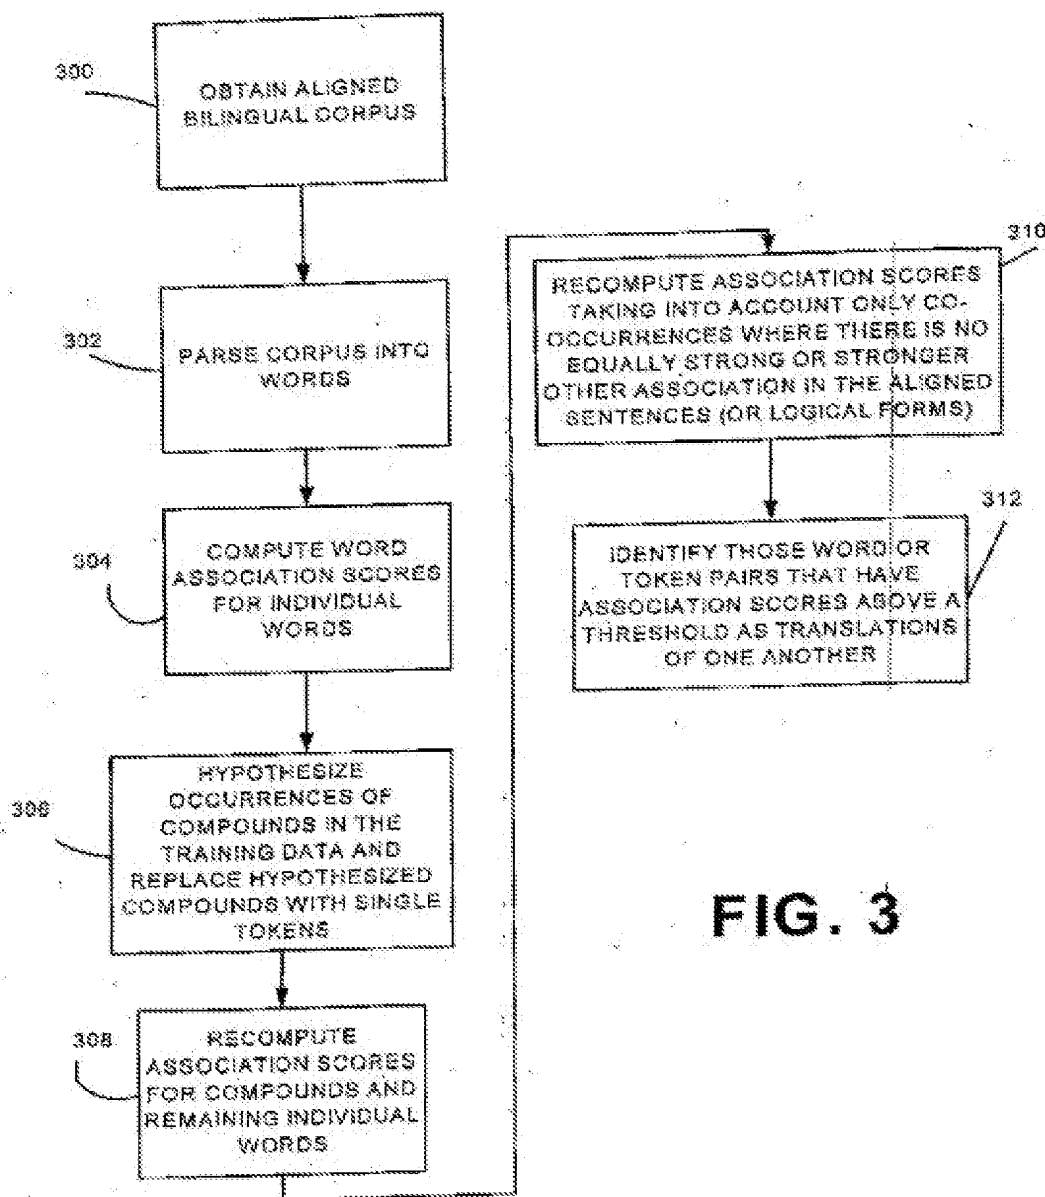 300
OBTAIN ALIGNED
BILINGUAL CORPUS
302
PARSE CORPUS INTO
WORDS
304
COMPUTE WORD
ASSOCIATION SCORES
FOR INDIVIDUAL
WORDS
306
HYPOTHESIZE
OCCURRENCES OF
COMPOUNDS IN THE
TRAINING DATA AND
REPLACE HYPOTHESIZED
COMPOUNDS WITH SINGLE
TOKENS
308
RECOMPUTE
ASSOCIATION SCORES
FOR COMPOUNDS AND
REMAINING INDIVIDUAL
WORDS
310
RECOMPUTE ASSOCIATION SCORES
TAKING INTO ACCOUNT ONLY CO-
OCCURRENCES WHERE THERE IS NO
EQUALLY STRONG OR STRONGER
OTHER ASSOCIATION IN THE ALIGNED
SENTENCES (OR LOGICAL FORMS)
312
IDENTIFY THOSE WORD OR
TOKEN PAIRS THAT HAVE
ASSOCIATION SCORES ABOVE A
THRESHOLD AS TRANSLATIONS
OF ONE ANOTHER
FIG. 3